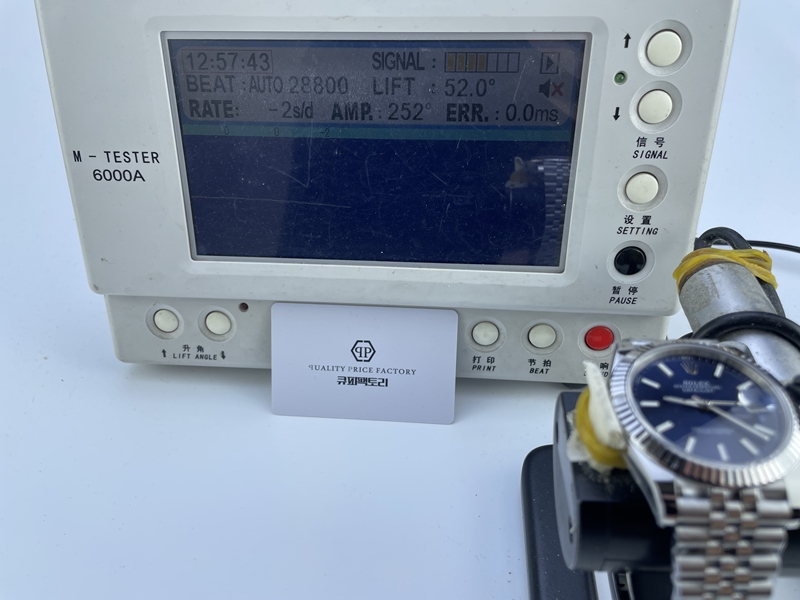 12:57:43 SIGNAL :
BEAT :AUTO 28800 LIFT : 52.0°
RATE: -2s/d AMP.: 252° ERR. : 0.0ms
M - TESTER
6000A
信号
SIGNAL
设置
SETTING
暂停
PAUSE
升角
LIFT ANGLE
打印
PRINT
节拍
BEAT
响
QP
QUALITY PRICE FACTORY
큐피팩토리
ROLEX